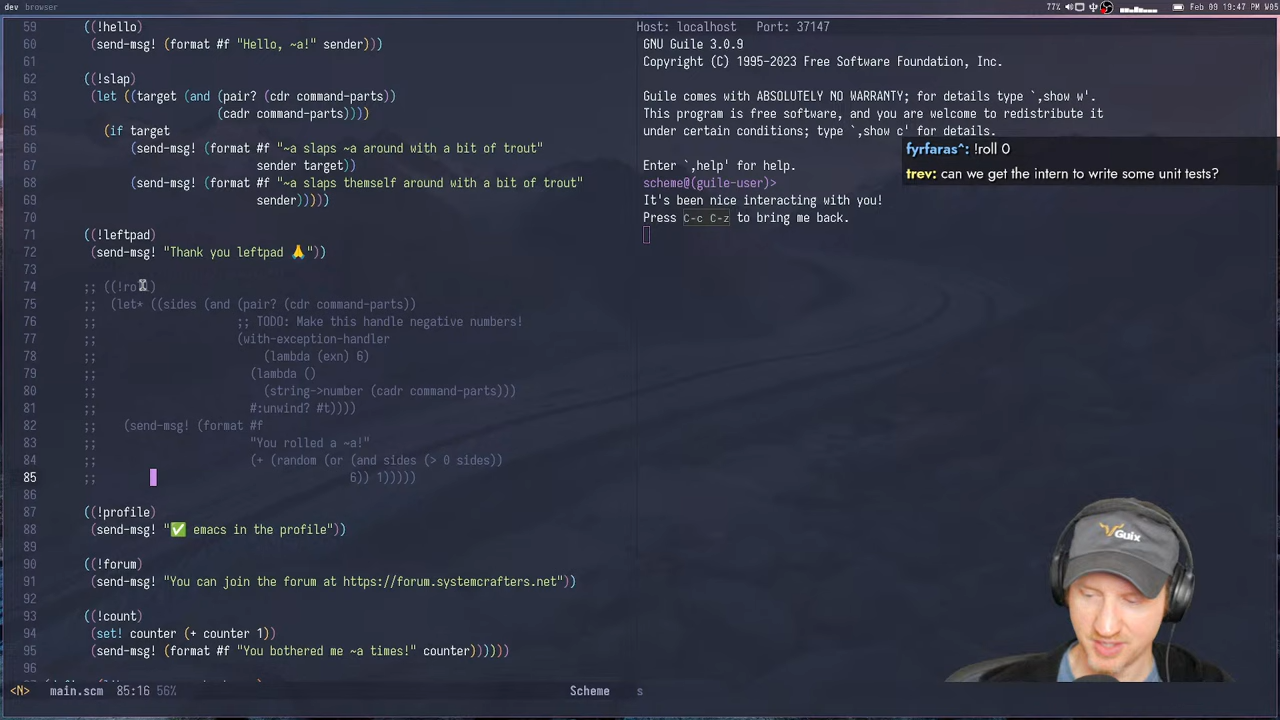 dev browser
77%
Feb 09 19:47 W05
59 ((!hello)
60 (send-msg! (format #f "Hello, ~a!" sender)))
61
62 ((!slap)
63 (let ((target (and (pair? (cdr command-parts))
64 (cadr command-parts))))
65 (if target
66 (send-msg! (format #f "~a slaps ~a around with a bit of trout"
67 sender target))
68 (send-msg! (format #f "~a slaps themself around with a bit of trout"
69 sender)))))
70
71 ((!leftpad)
72 (send-msg! "Thank you leftpad 🙏"))
73
74 ;; ((!ro
75 ;; (let* ((sides (and (pair? (cdr command-parts))
76 ;; ;; TODO: Make this handle negative numbers!
77 ;; (with-exception-handler
78 ;; (lambda (exn) 6)
79 ;; (lambda ()
80 ;; (string->number (cadr command-parts)))
81 ;; #:unwind? #t))))
82 ;; (send-msg! (format #f
83 ;; "You rolled a ~a!"
84 ;; (+ (random (or (and sides (> 0 sides))
85 ;; 6)) 1)))))
86
87 ((!profile)
88 (send-msg! "✅ emacs in the profile"))
89
90 ((!forum)
91 (send-msg! "You can join the forum at https://forum.systemcrafters.net"))
92
93 ((!count)
94 (set! counter (+ counter 1))
95 (send-msg! (format #f "You bothered me ~a times!" counter))))))
96
<N> main.scm 85:16 56% Scheme
Host: localhost Port: 37147
GNU Guile 3.0.9
Copyright (C) 1995-2023 Free Software Foundation, Inc.
Guile comes with ABSOLUTELY NO WARRANTY; for details type `,show w'.
This program is free software, and you are welcome to redistribute it
under certain conditions; type `,show c' for details.
Enter `,help' for help.
scheme@(guile-user)>
It's been nice interacting with you!
Press C-c C-z to bring me back.
s
fyrfaras^: !roll 0
trev: can we get the intern to write some unit tests?
Guix